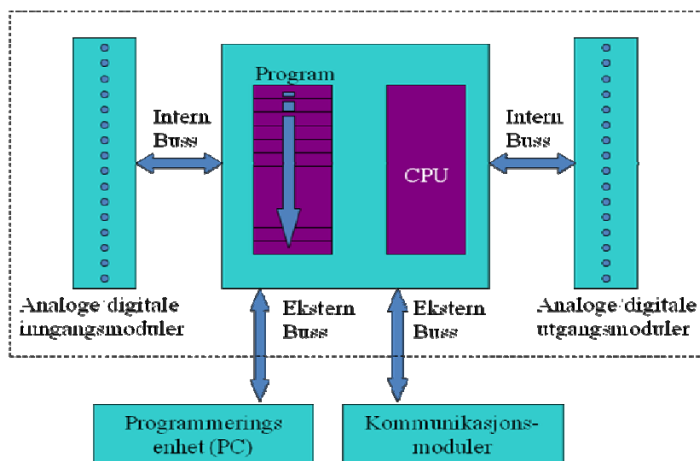 Program
Intern
Buss
CPU
Intern
Buss
Analoge digitale
inngangsmoduler
Ekstern
Buss
Ekstern
Buss
Analoge digitale
utgangsmoduler
Programmerings
enhet (PC)
Kommunikasjons-
moduler